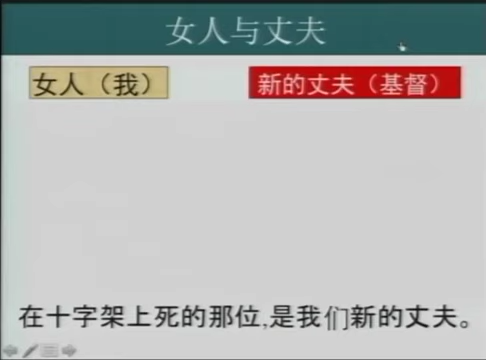 女人与丈夫
女人（我）
新的丈夫（基督）
在十字架上死的那位,是我们新的丈夫。